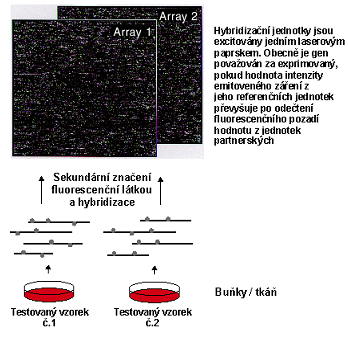 Array 2
Array 1
Hybridizační jednotky jsou
excitovány jedním laserovým
paprskem. Obecně je gen
považován za exprimovaný,
pokud hodnota intenzity
emitoveného záření z
jeho referenčních jednotek
převyšuje po odečtení
fluorescenčního pozadí
hodnotu z jednotek
partnerských
Sekundární značení
fluorescenční látkou
a hybridizace
Buňky / tkáň
Testovaný vzorek
č.1
Testovaný vzorek
č.2